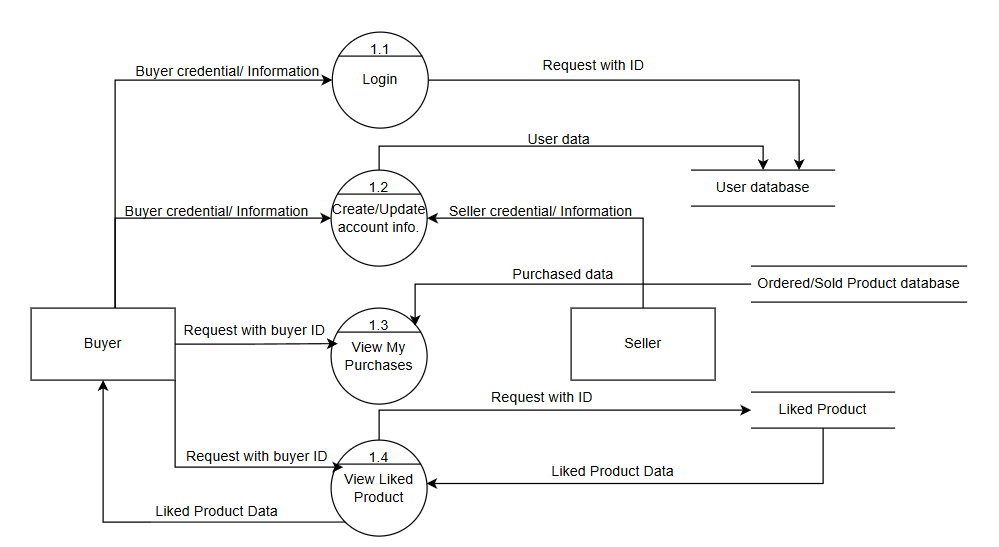 1.1
Buyer credential/ Information
Login
Request with ID
User data
1.2
User database
Buyer credential/ Information
Create/Update
account info.
Seller credential/ Information
Purchased data
Ordered/Sold Product database
1.3
Request with buyer ID
Buyer
View My
Purchases
Seller
Request with ID
Liked Product
1.4
Request with buyer ID
View Liked
Product
Liked Product Data
Liked Product Data